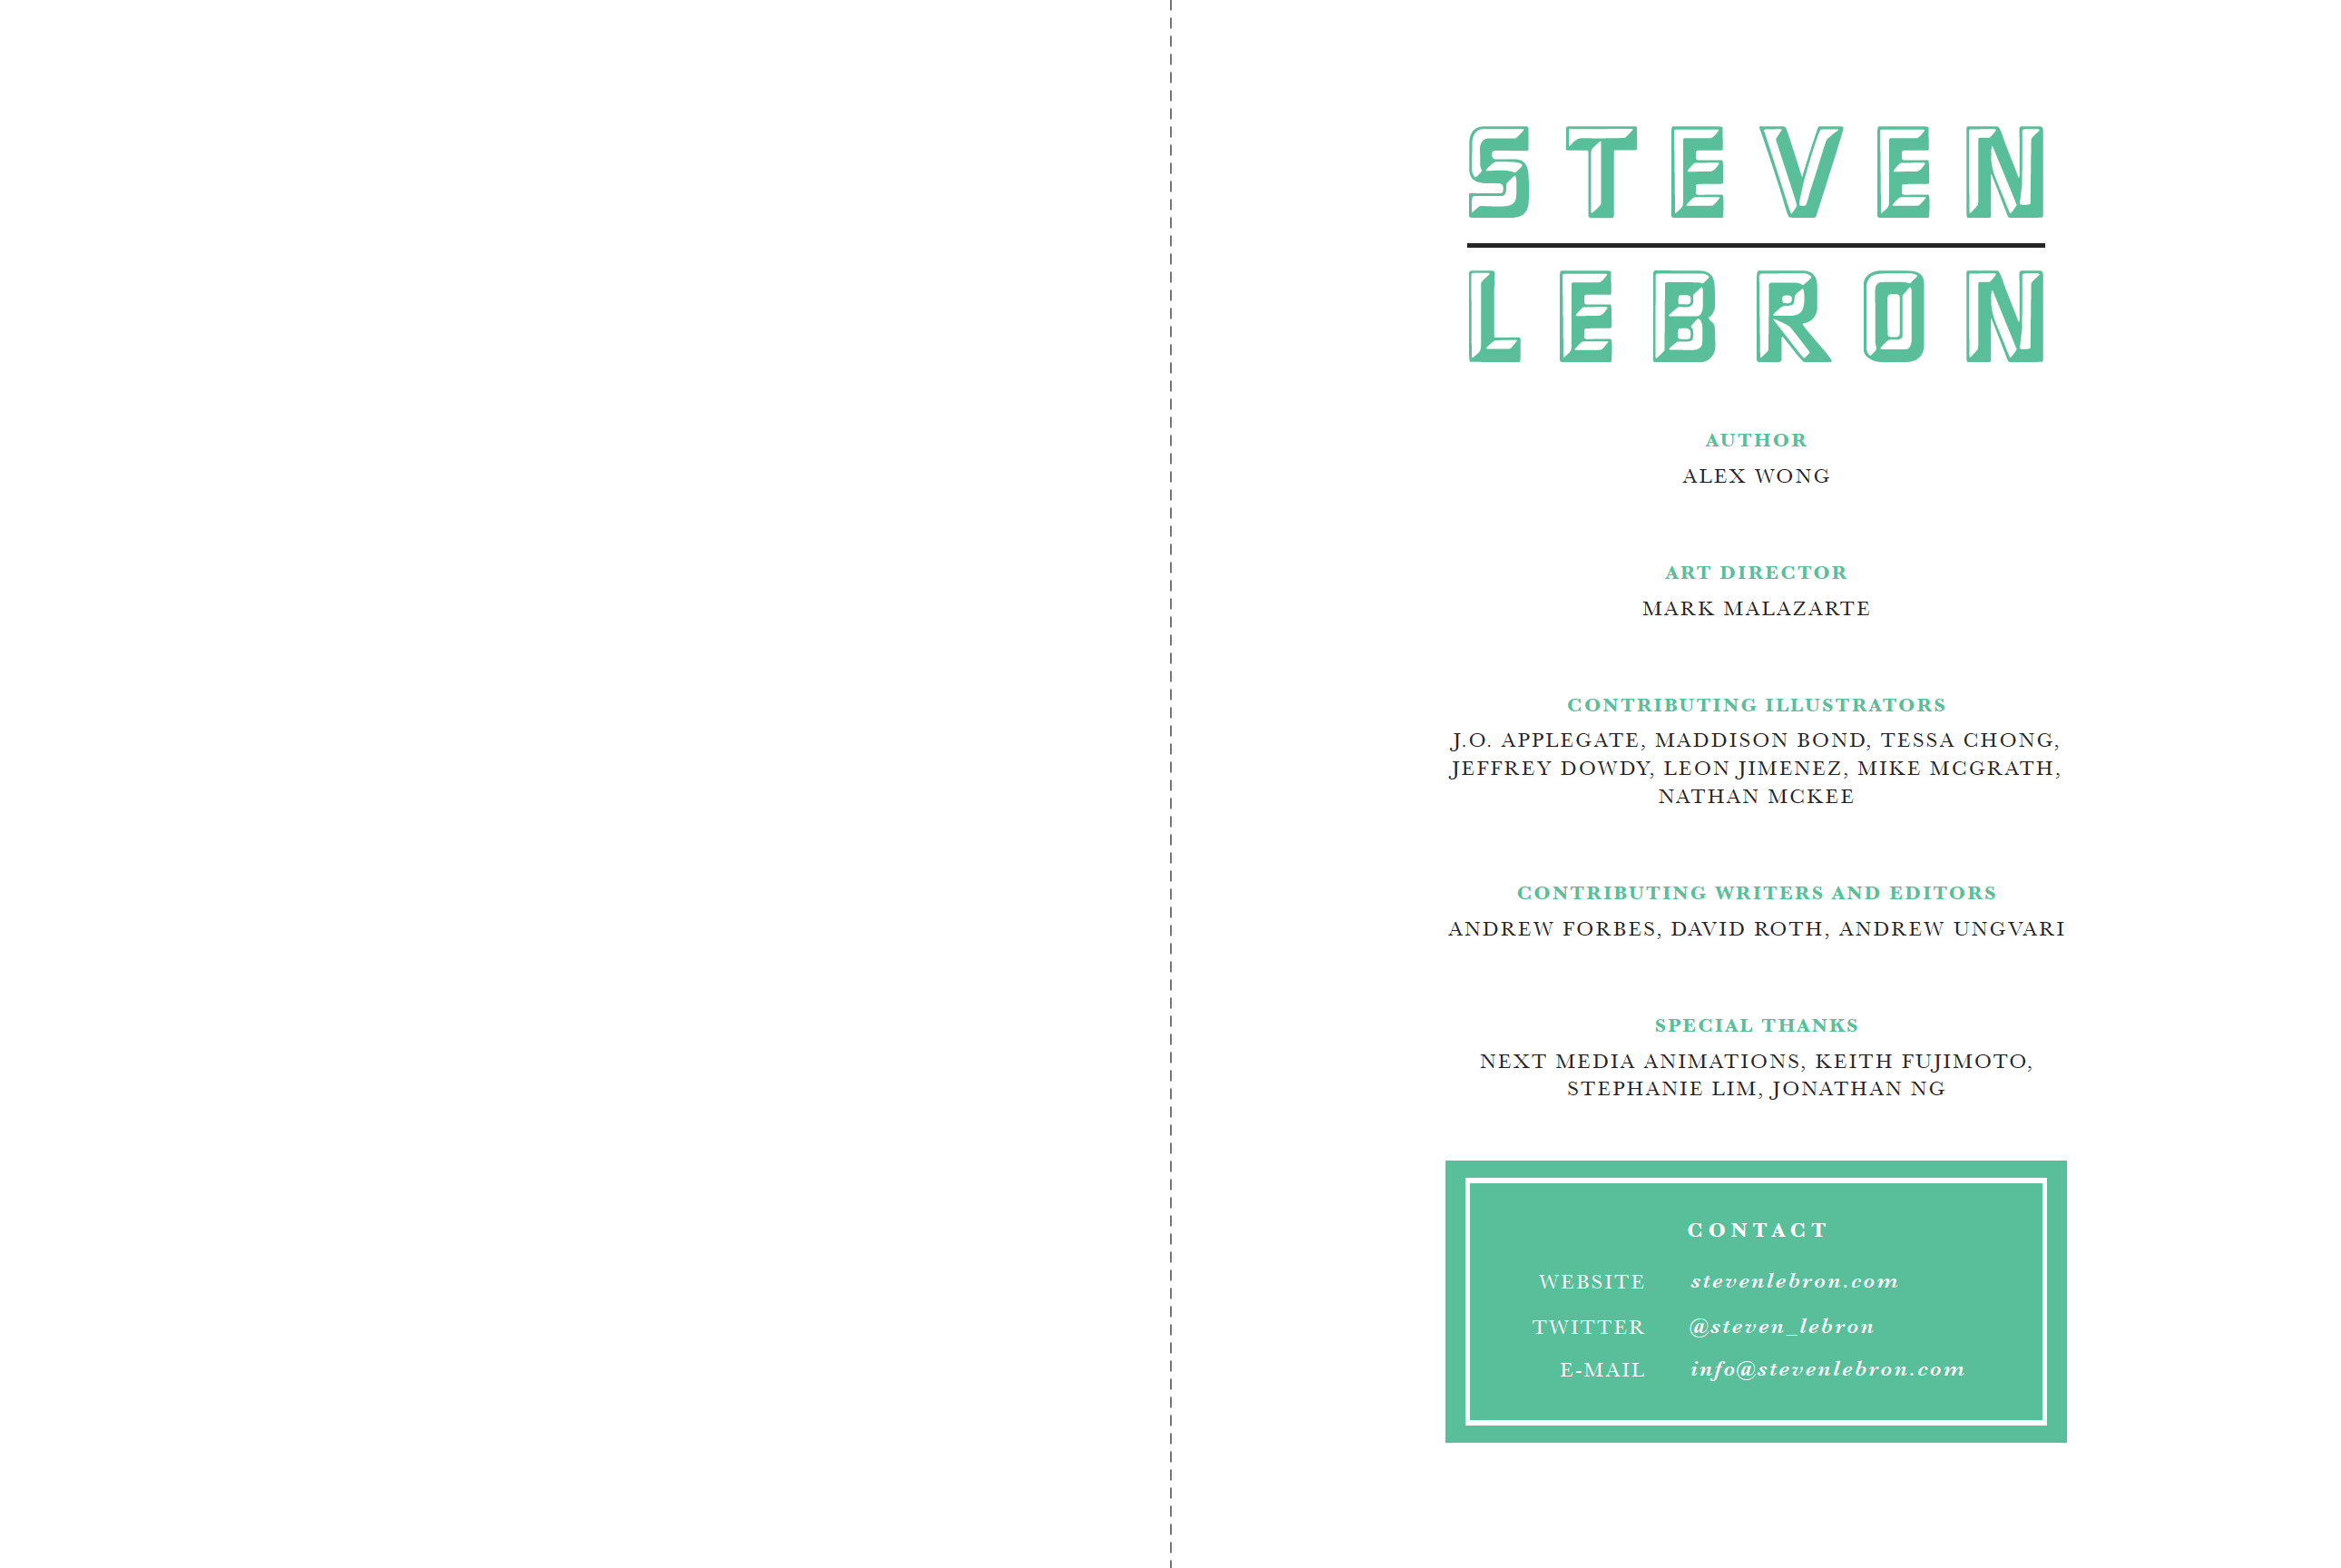 STEVEN
LEBRON
AUTHOR
ALEX WONG
ART DIRECTOR
MARK MALAZARTE
CONTRIBUTING ILLUSTRATORS
J.O. APPLEGATE, MADDISON BOND, TESSA CHONG,
JEFFREY DOWDY, LEON JIMENEZ, MIKE MCGRATH,
NATHAN MCKEE
CONTRIBUTING WRITERS AND EDITORS
ANDREW FORBES, DAVID ROTH, ANDREW UNGVARI
SPECIAL THANKS
NEXT MEDIA ANIMATIONS, KEITH FUJIMOTO,
STEPHANIE LIM, JONATHAN NG
CONTACT
WEBSITE stevenlebron.com
TWITTER @steven_lebron
E-MAIL info@stevenlebron.com